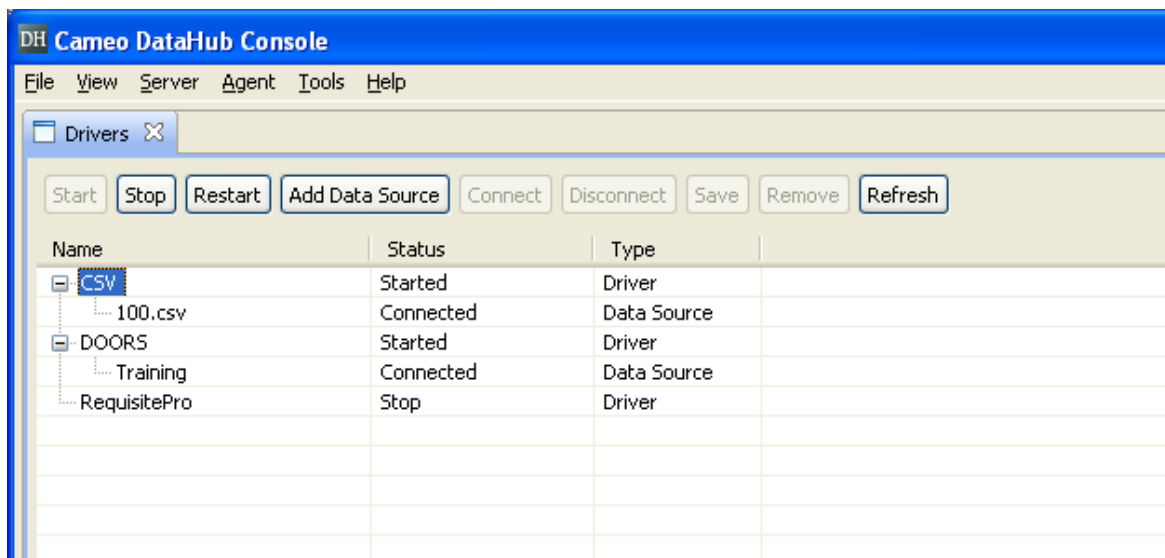 DH Cameo DataHub Console
File View Server Agent Tools Help
Drivers
Start Stop Restart Add Data Source Connect Disconnect Save Remove Refresh
Name Status Type
CSV Started Driver
100.csv Connected Data Source
DOORS Started Driver
Training Connected Data Source
RequisitePro Stop Driver